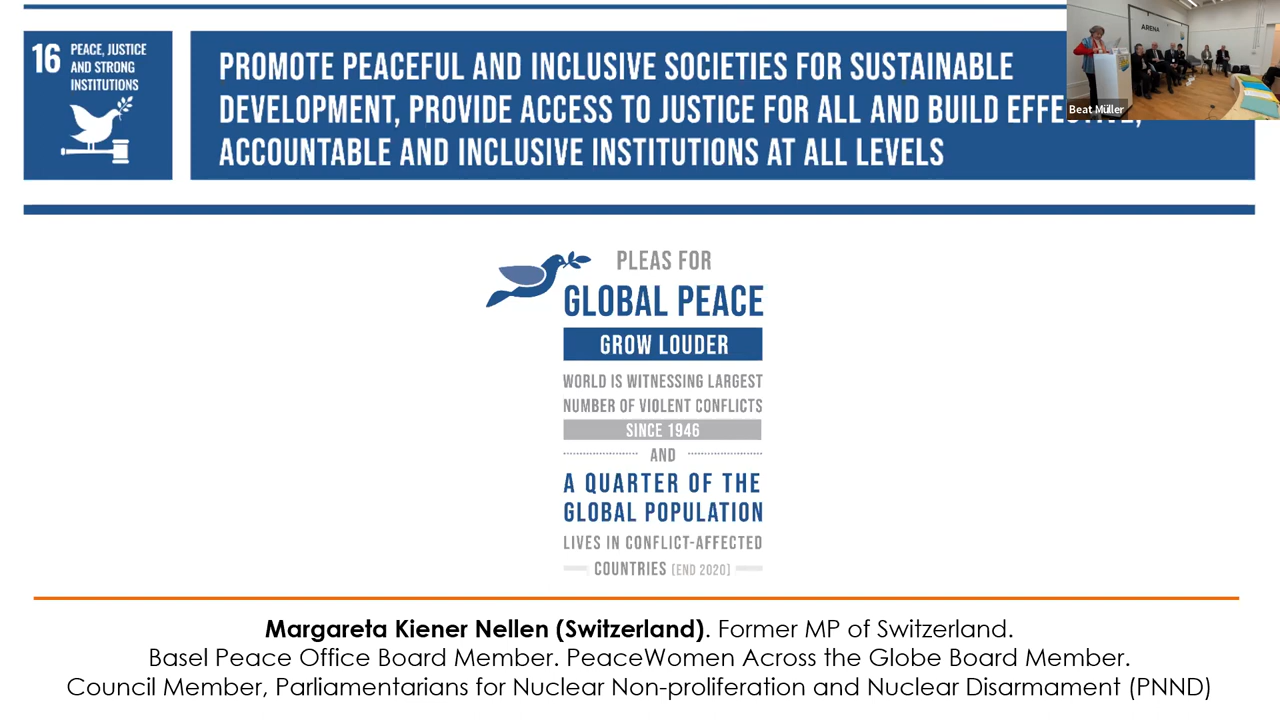 16 PEACE, JUSTICE
AND STRONG
INSTITUTIONS
PROMOTE PEACEFUL AND INCLUSIVE SOCIETIES FOR SUSTAINABLE
DEVELOPMENT, PROVIDE ACCESS TO JUSTICE FOR ALL AND BUILD
ACCOUNTABLE AND INCLUSIVE INSTITUTIONS AT ALL LEVELS
ARENA
Beat Müller
PLEAS FOR
GLOBAL PEACE
GROW LOUDER
WORLD IS WITNESSING LARGEST
NUMBER OF VIOLENT CONFLICTS
SINCE 1946
AND
A QUARTER OF THE
GLOBAL POPULATION
LIVES IN CONFLICT-AFFECTED
COUNTRIES [END 2020]
Margareta Kiener Nellen (Switzerland). Former MP of Switzerland.
Basel Peace Office Board Member. PeaceWomen Across the Globe Board Member.
Council Member, Parliamentarians for Nuclear Non-proliferation and Nuclear Disarmament (PNND)